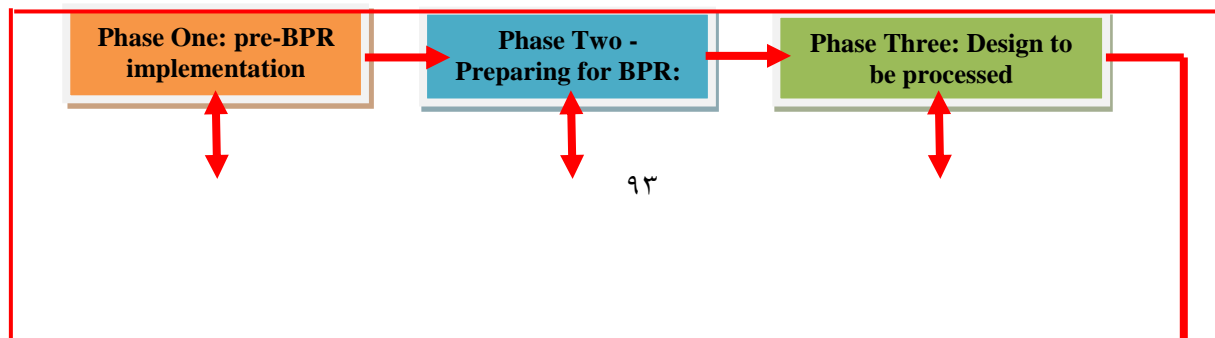 Phase One: pre-BPR
implementation
Phase Two -
Preparing for BPR:
Phase Three: Design to
be processed
٩٣